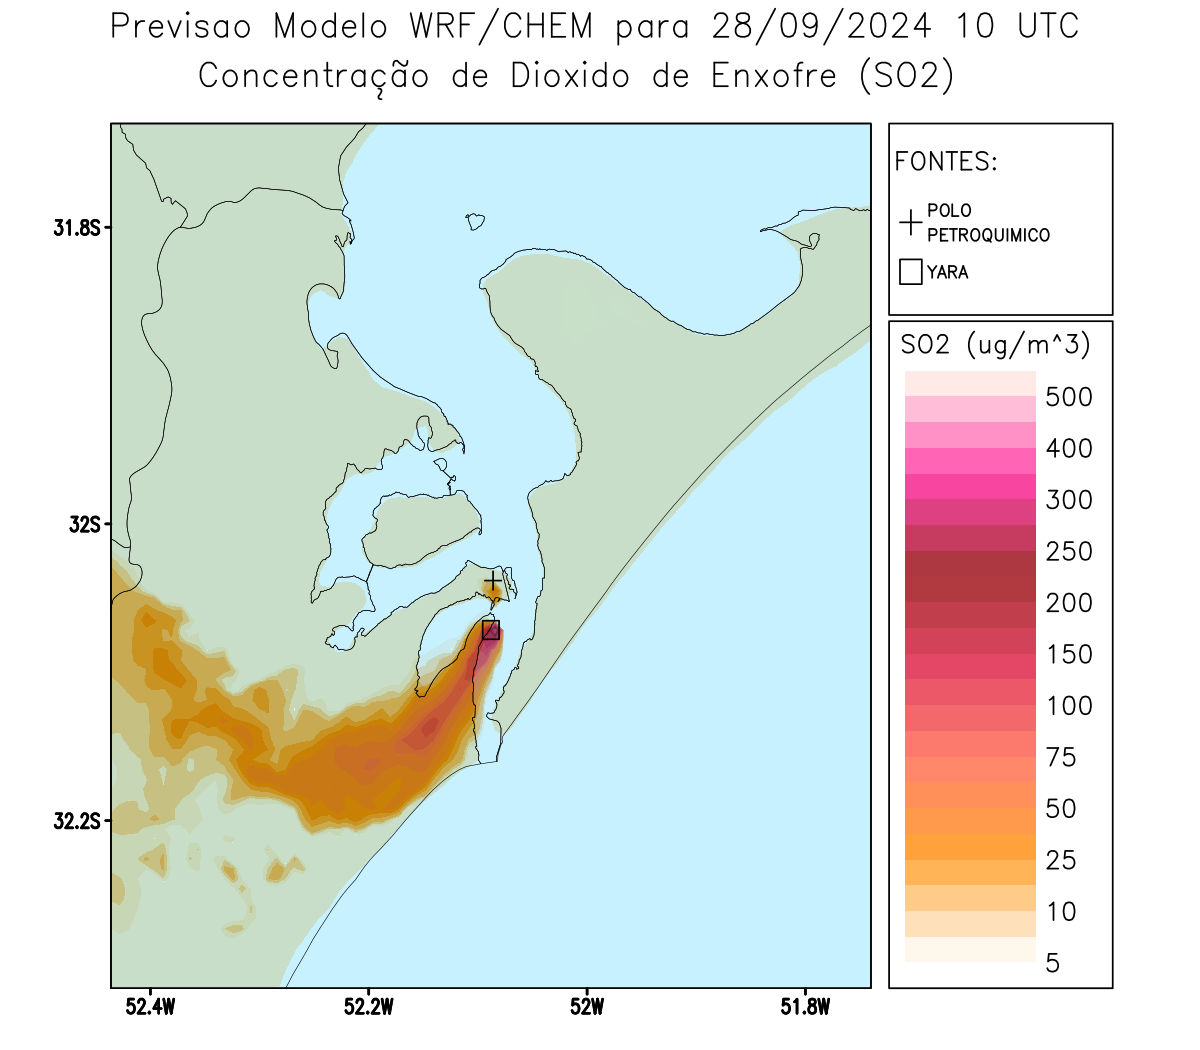 Previsao Modelo WRF/CHEM para 28/09/2024 10 UTC
Concentração de Dioxido de Enxofre (SO2)
FONTES:
POLO
PETROQUIMICO
YARA
SO2 (ug/m^3)
500
400
300
250
200
150
100
75
50
25
10
5
31.8S
32S
32.2S
52.4W
52.2W
52W
51.8W